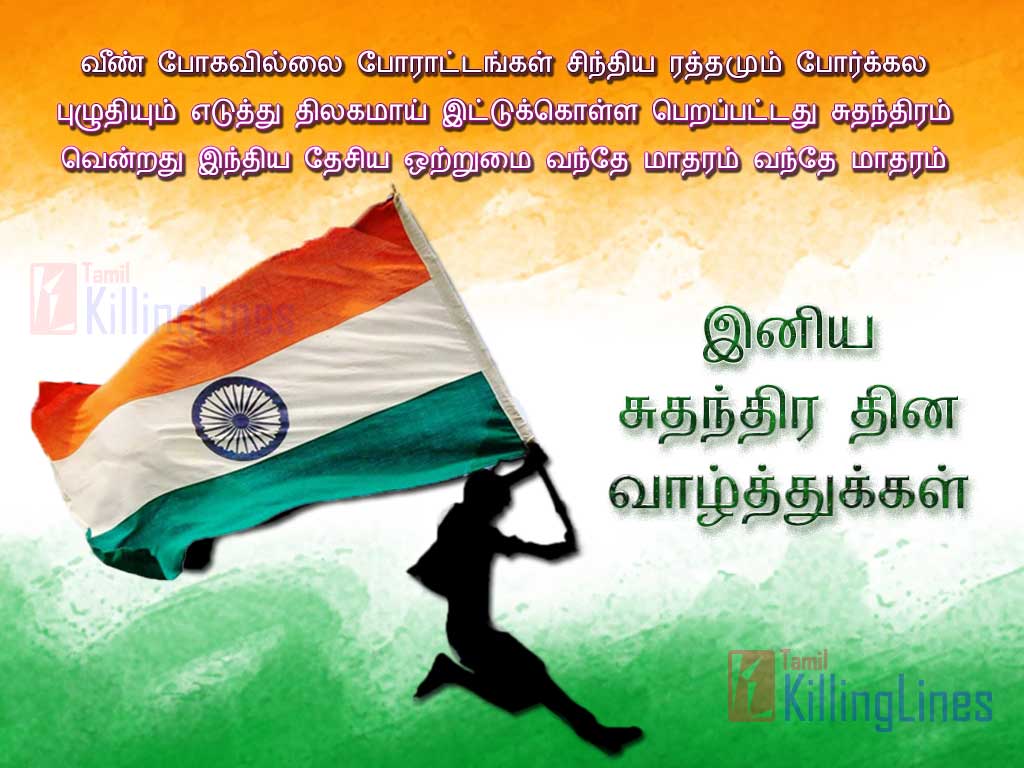 வீண் போகவில்லை போராட்டங்கள் சிந்திய ரத்தமும் போர்க்கல
புழுதியும் எடுத்து திலகமாய் இட்டுக்கொள்ள பெறப்பட்டது சுதந்திரம்
வென்றது இந்திய தேசிய ஒற்றுமை வந்தே மாதரம் வந்தே மாதரம்
Tamil
KillingLines
இனிய
சுதந்திர தின
வாழ்த்துக்கள்
Tamil
KillingLines